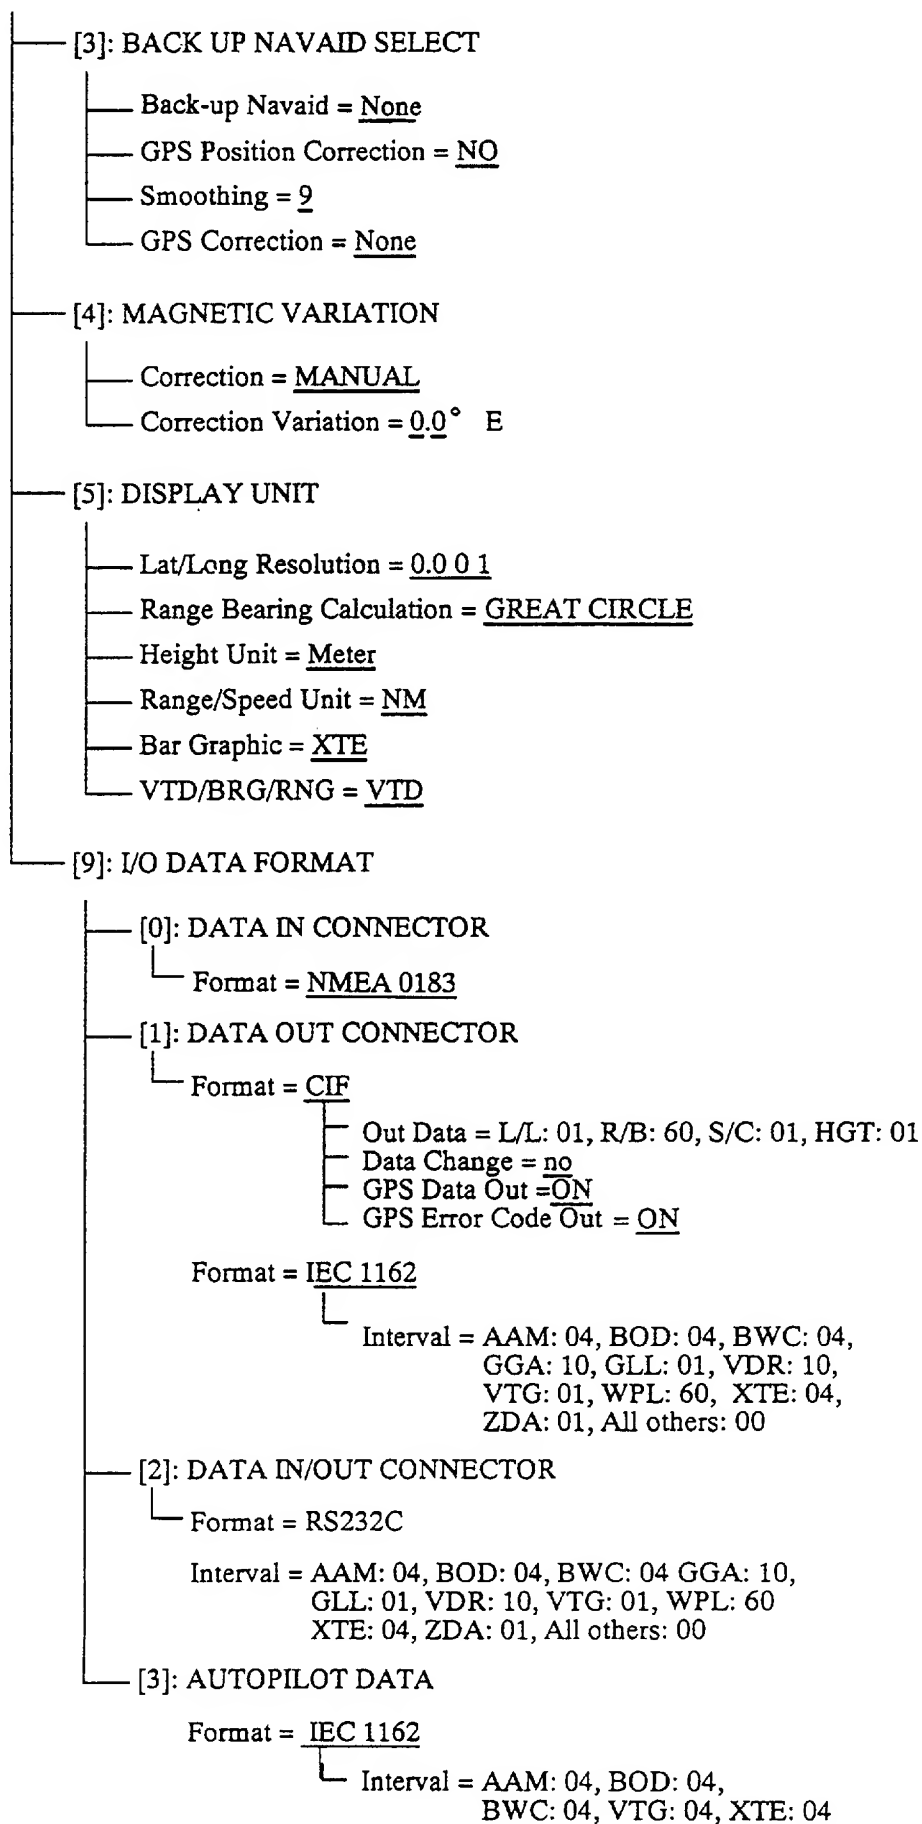 [3]: BACK UP NAVAID SELECT
Back-up Navaid = None
GPS Position Correction = NO
Smoothing = 9
GPS Correction = None
[4]: MAGNETIC VARIATION
Correction = MANUAL
Correction Variation = 0.0° E
[5]: DISPLAY UNIT
Lat/Long Resolution = 0.0 0 1
Range Bearing Calculation = GREAT CIRCLE
Height Unit = Meter
Range/Speed Unit = NM
Bar Graphic = XTE
VTD/BRG/RNG = VTD
[9]: I/O DATA FORMAT
[0]: DATA IN CONNECTOR
Format = NMEA 0183
[1]: DATA OUT CONNECTOR
Format = CIF
Out Data = L/L: 01, R/B: 60, S/C: 01, HGT: 01
Data Change = no
GPS Data Out =ON
GPS Error Code Out = ON
Format = IEC 1162
Interval = AAM: 04, BOD: 04, BWC: 04,
GGA: 10, GLL: 01, VDR: 10,
VTG: 01, WPL: 60, XTE: 04,
ZDA: 01, All others: 00
[2]: DATA IN/OUT CONNECTOR
Format = RS232C
Interval = AAM: 04, BOD: 04, BWC: 04 GGA: 10,
GLL: 01, VDR: 10, VTG: 01, WPL: 60
XTE: 04, ZDA: 01, All others: 00
[3]: AUTOPILOT DATA
Format = IEC 1162
Interval = AAM: 04, BOD: 04,
BWC: 04, VTG: 04, XTE: 04